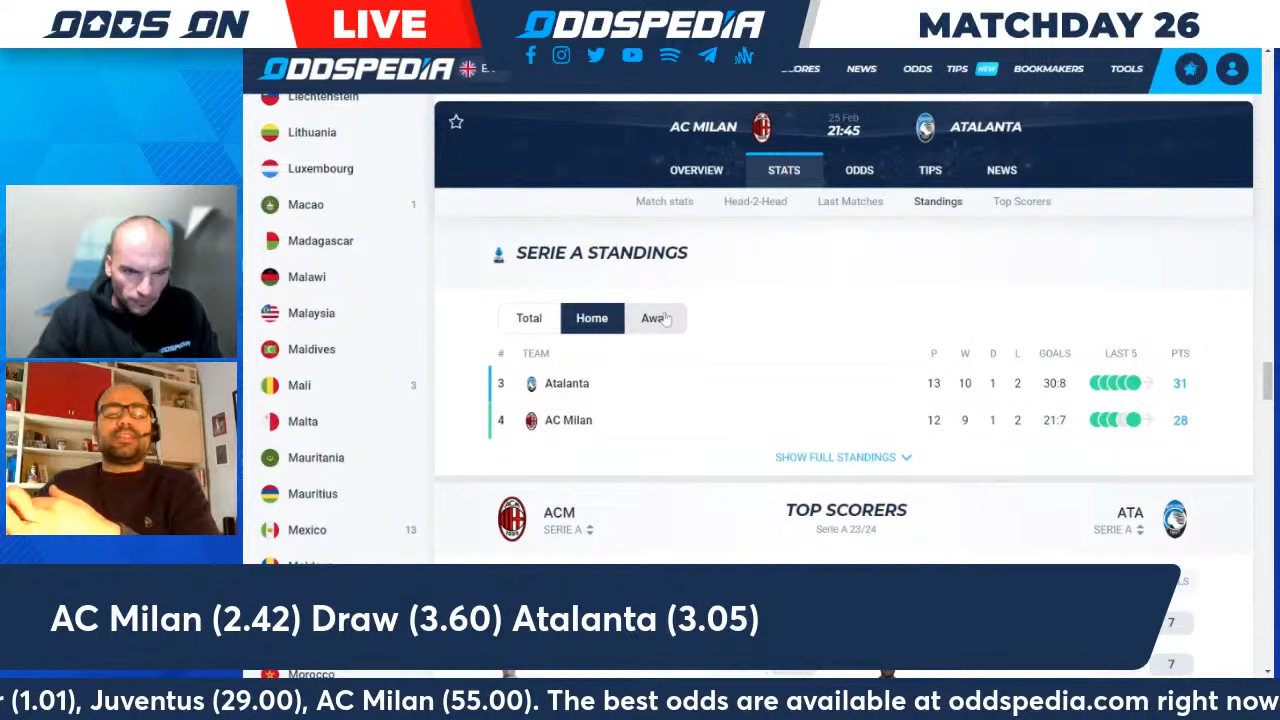 ODDS ON
LIVE
ODDSPEDIA
MATCHDAY 26
ODDSPEDIA
NEWS
ODDS
TIPS NEW
BOOKMAKERS
TOOLS
Liechtenstein
Lithuania
Luxembourg
Macao 1
Madagascar
Malawi
Malaysia
Maldives
Mali 3
Malta
Mauritania
Mauritius
Mexico 13
Morocco
AC MILAN
25 Feb
21:45
ATALANTA
OVERVIEW STATS ODDS TIPS NEWS
Match stats Head-2-Head Last Matches Standings Top Scorers
SERIE A STANDINGS
Total Home
# TEAM P W D L GOALS LAST 5 PTS
3 Atalanta 13 10 1 2 30:8 31
4 AC Milan 12 9 1 2 21:7 28
SHOW FULL STANDINGS
ACM
SERIE A
TOP SCORERS
Serie A 23/24
ATA
SERIE A
7
7
AC Milan (2.42) Draw (3.60) Atalanta (3.05)
(1.01), Juventus (29.00), AC Milan (55.00). The best odds are available at oddspedia.com right now